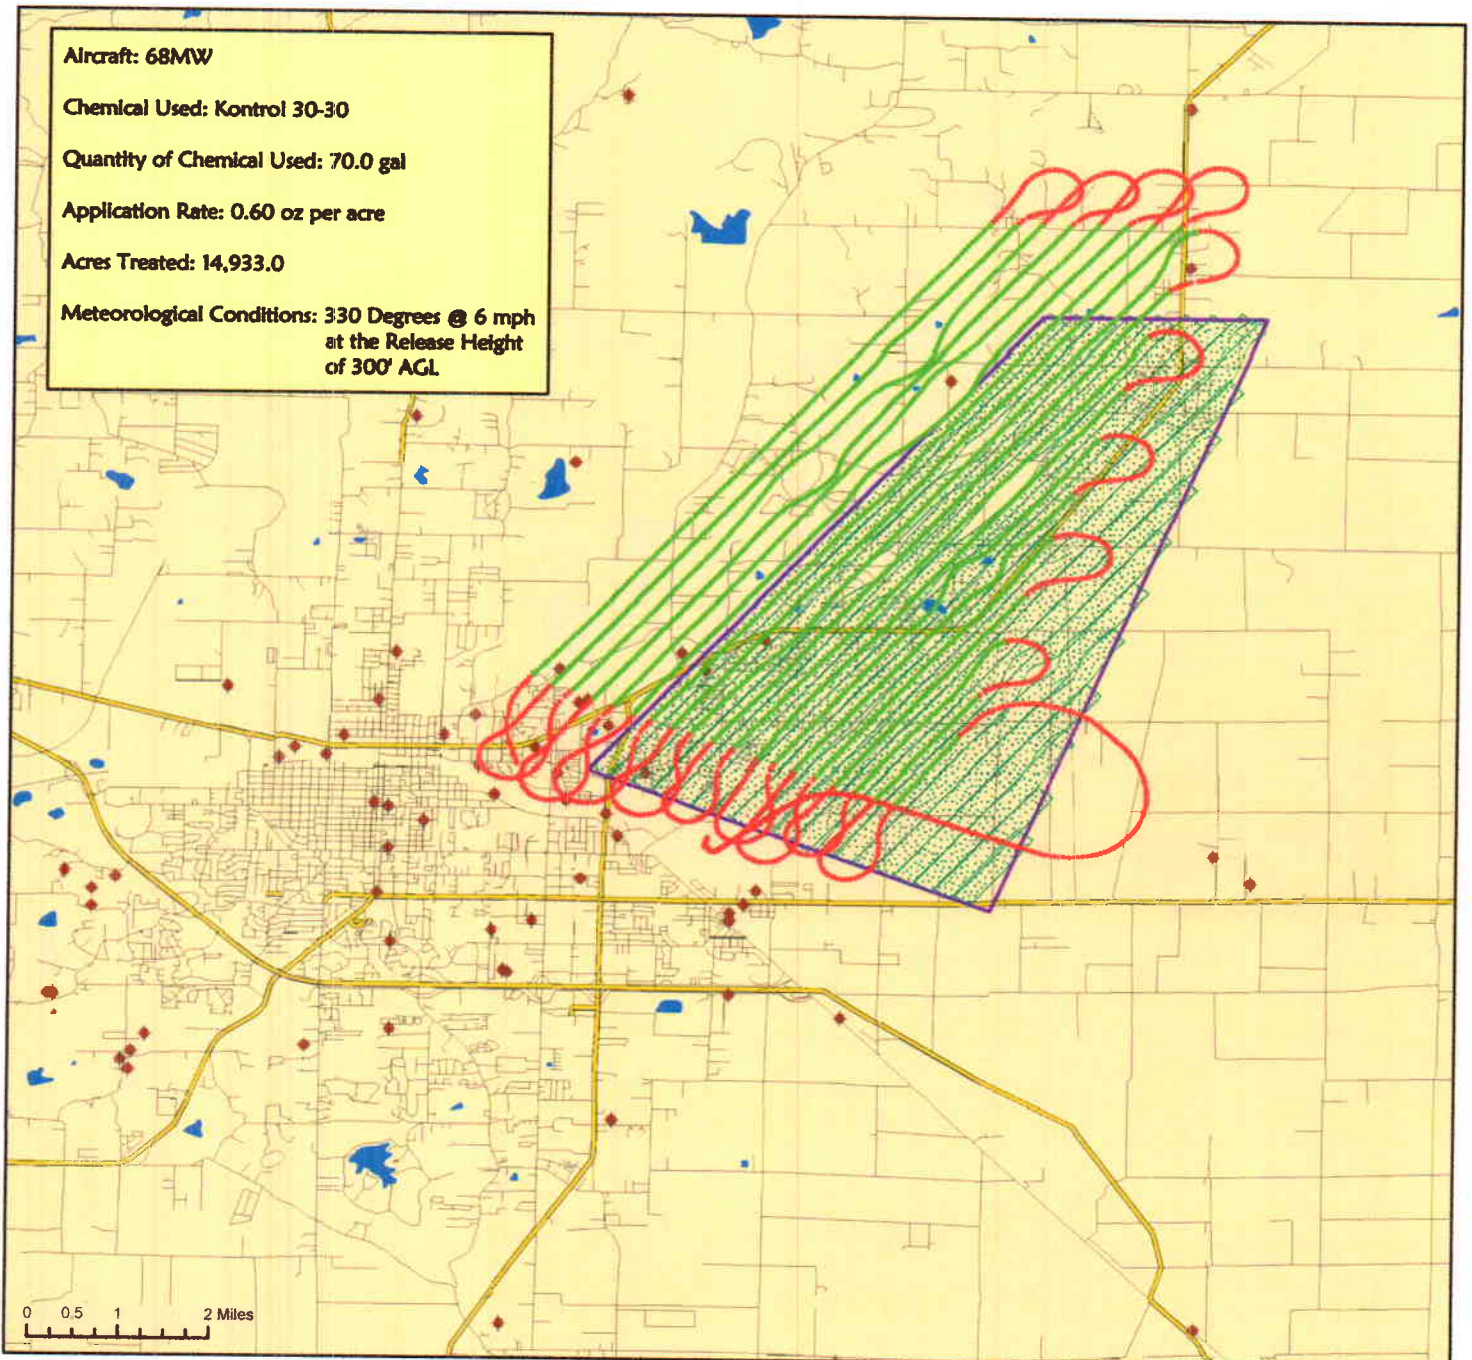 Aircraft: 68MW
Chemical Used: Kontrol 30-30
Quantity of Chemical Used: 70.0 gal
Application Rate: 0.60 oz per acre
Acres Treated: 14,933.0
Meteorological Conditions: 330 Degrees @ 6 mph
at the Release Height
of 300' AGL
0 0.5 1 2 Miles